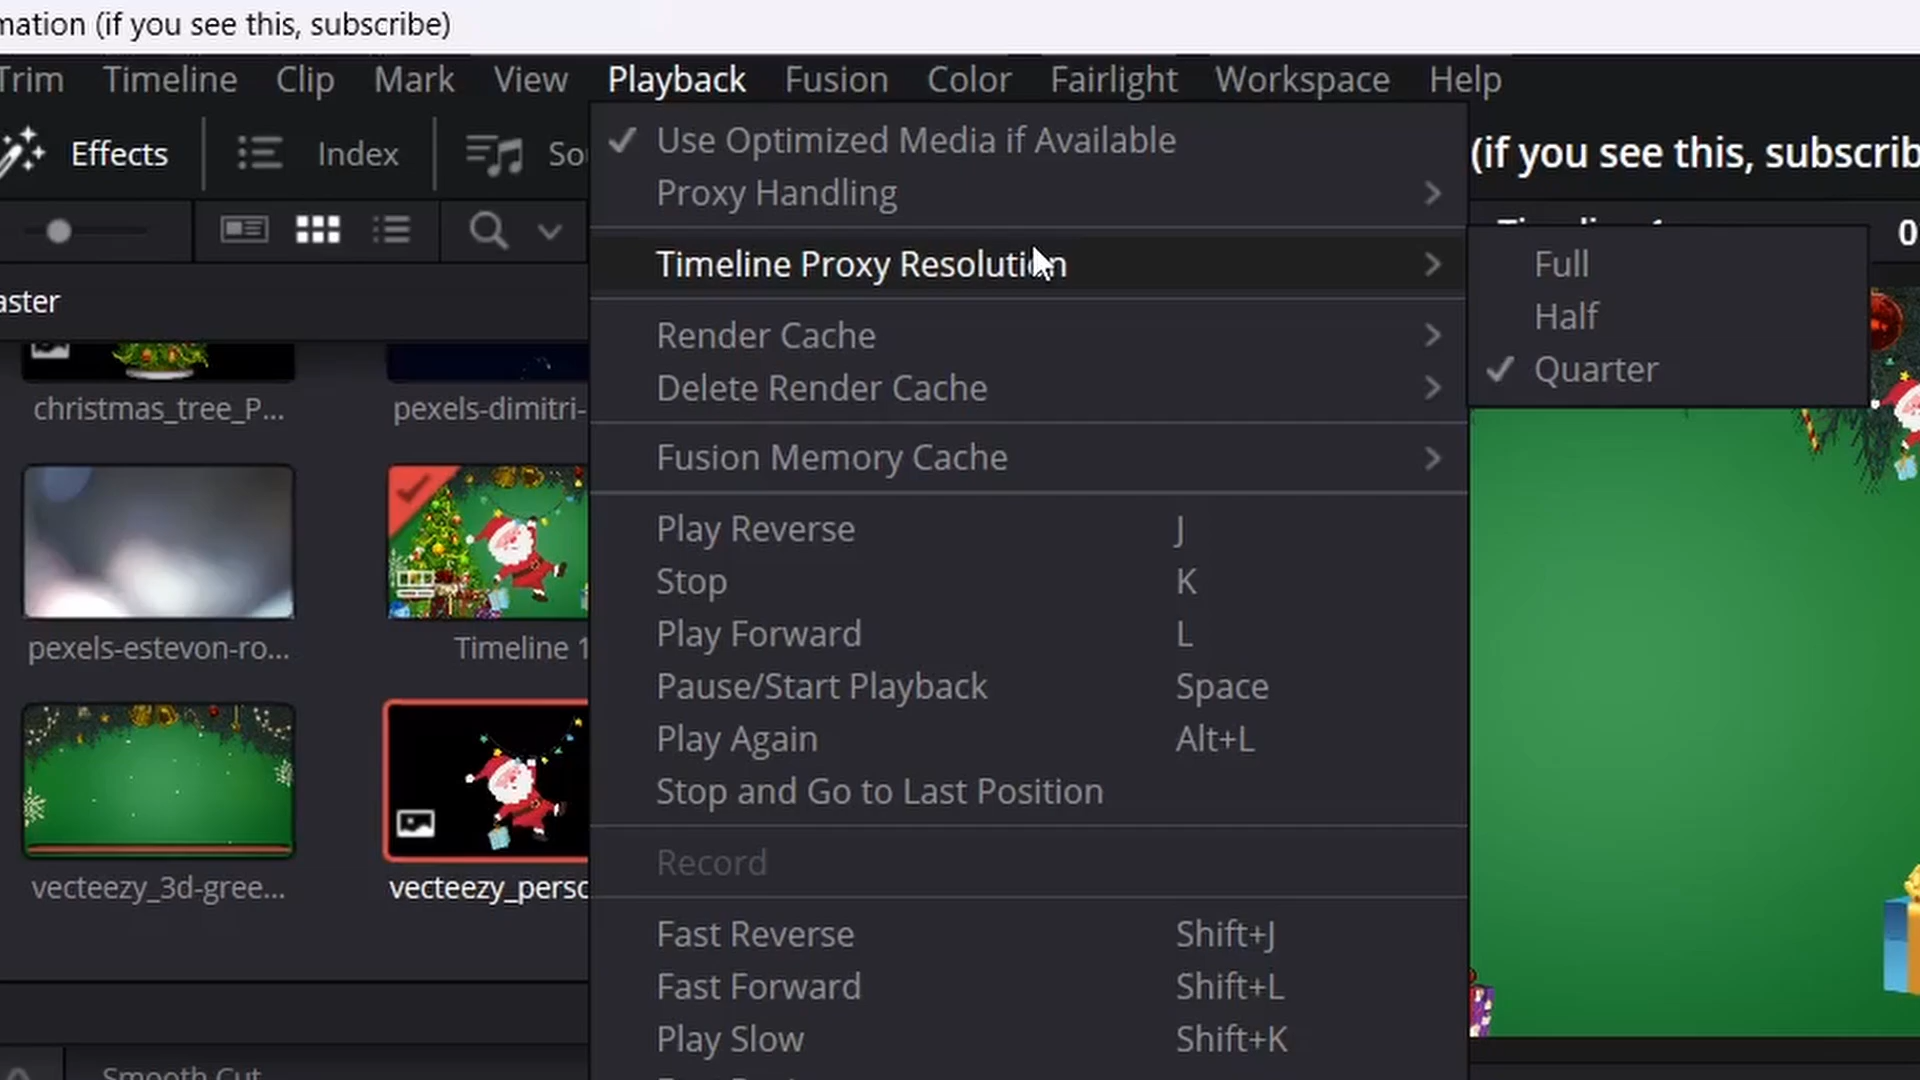 mation (if you see this, subscribe)
Trim Timeline Clip Mark View Playback Fusion Color Fairlight Workspace Help
Effects Index
(if you see this, subscrib
Use Optimized Media if Available
Proxy Handling
Timeline Proxy Resolution
Full
Half
Quarter
aster
Render Cache
Delete Render Cache
christmas_tree_P...
pexels-dimitri-
Fusion Memory Cache
Play Reverse J
Stop K
Play Forward L
pexels-estevon-ro...
Timeline 1
Pause/Start Playback Space
Play Again Alt+L
Stop and Go to Last Position
Record
vecteezy_3d-gree...
vecteezy_perso
Fast Reverse Shift+J
Fast Forward Shift+L
Play Slow Shift+K
Smooth Cut